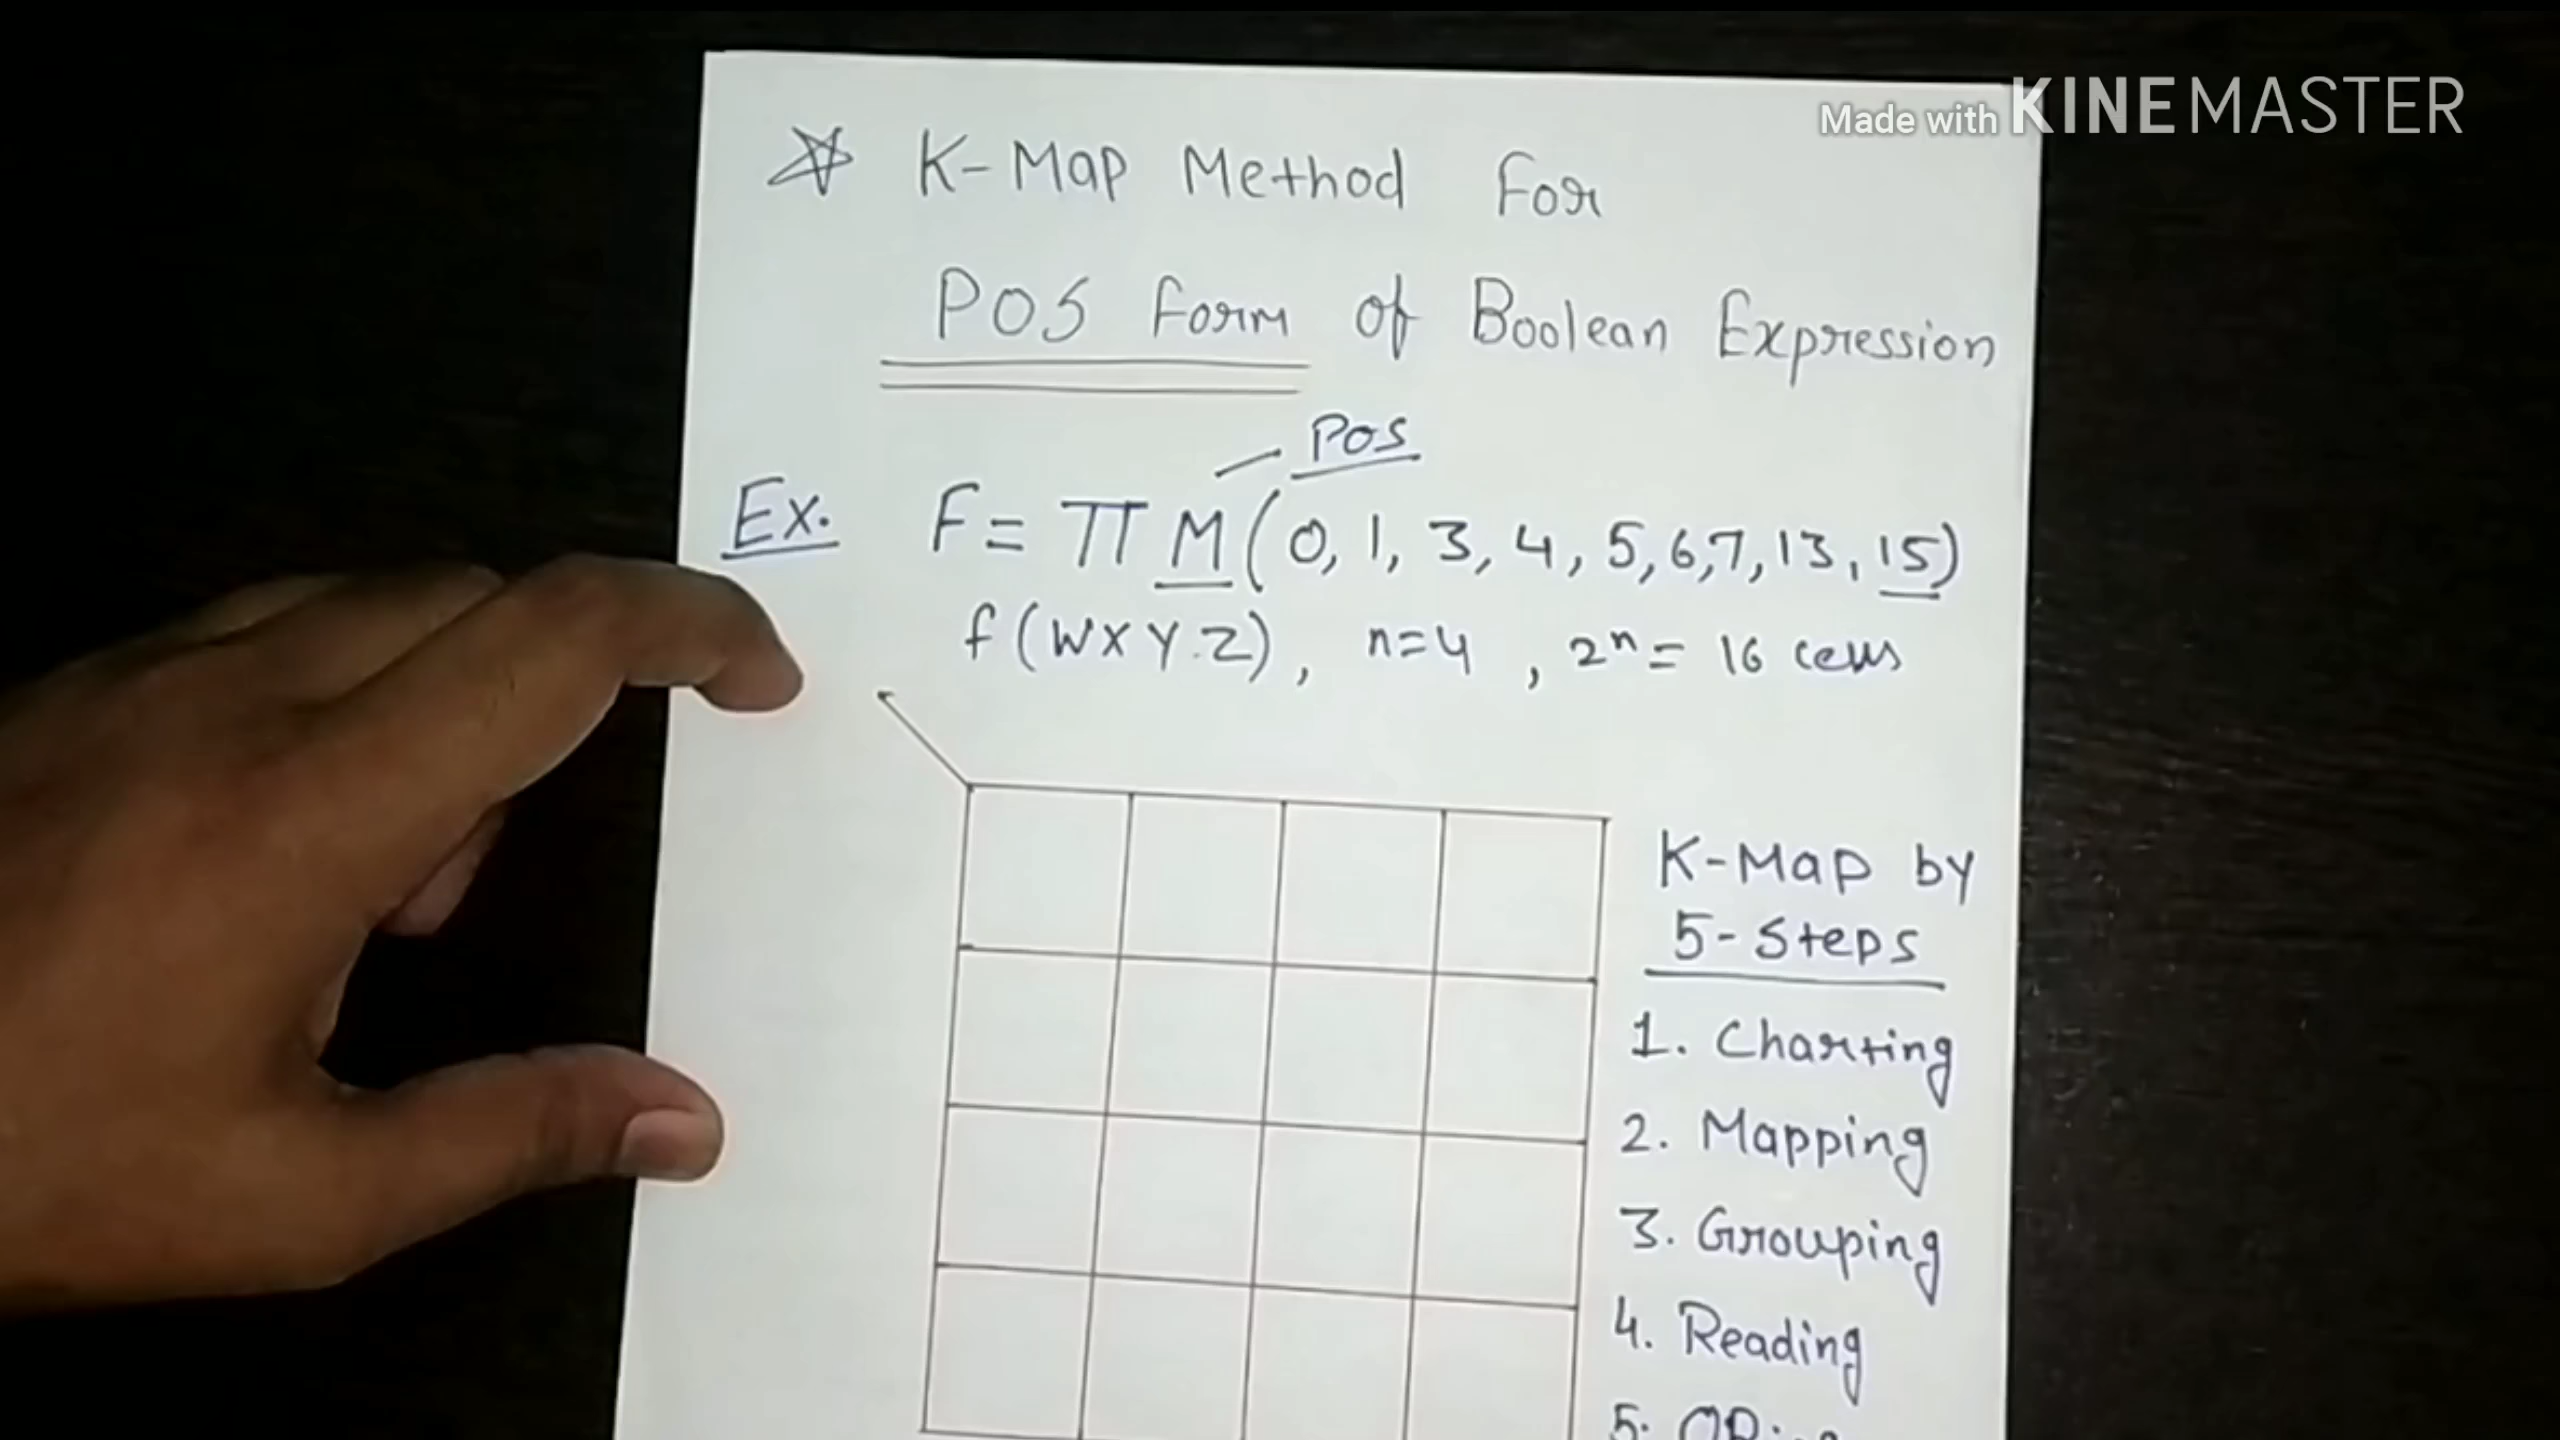 Made with KINEMASTER
K-Map Method For
POS Form of Boolean Expression
POS
Ex. F = π M (0, 1, 3, 4, 5, 6, 7, 13, 15)
f (W X Y Z), n=4, 2ⁿ = 16 cells
K-Map by
5-Steps
1. Charting
2. Mapping
3. Grouping
4. Reading
5.